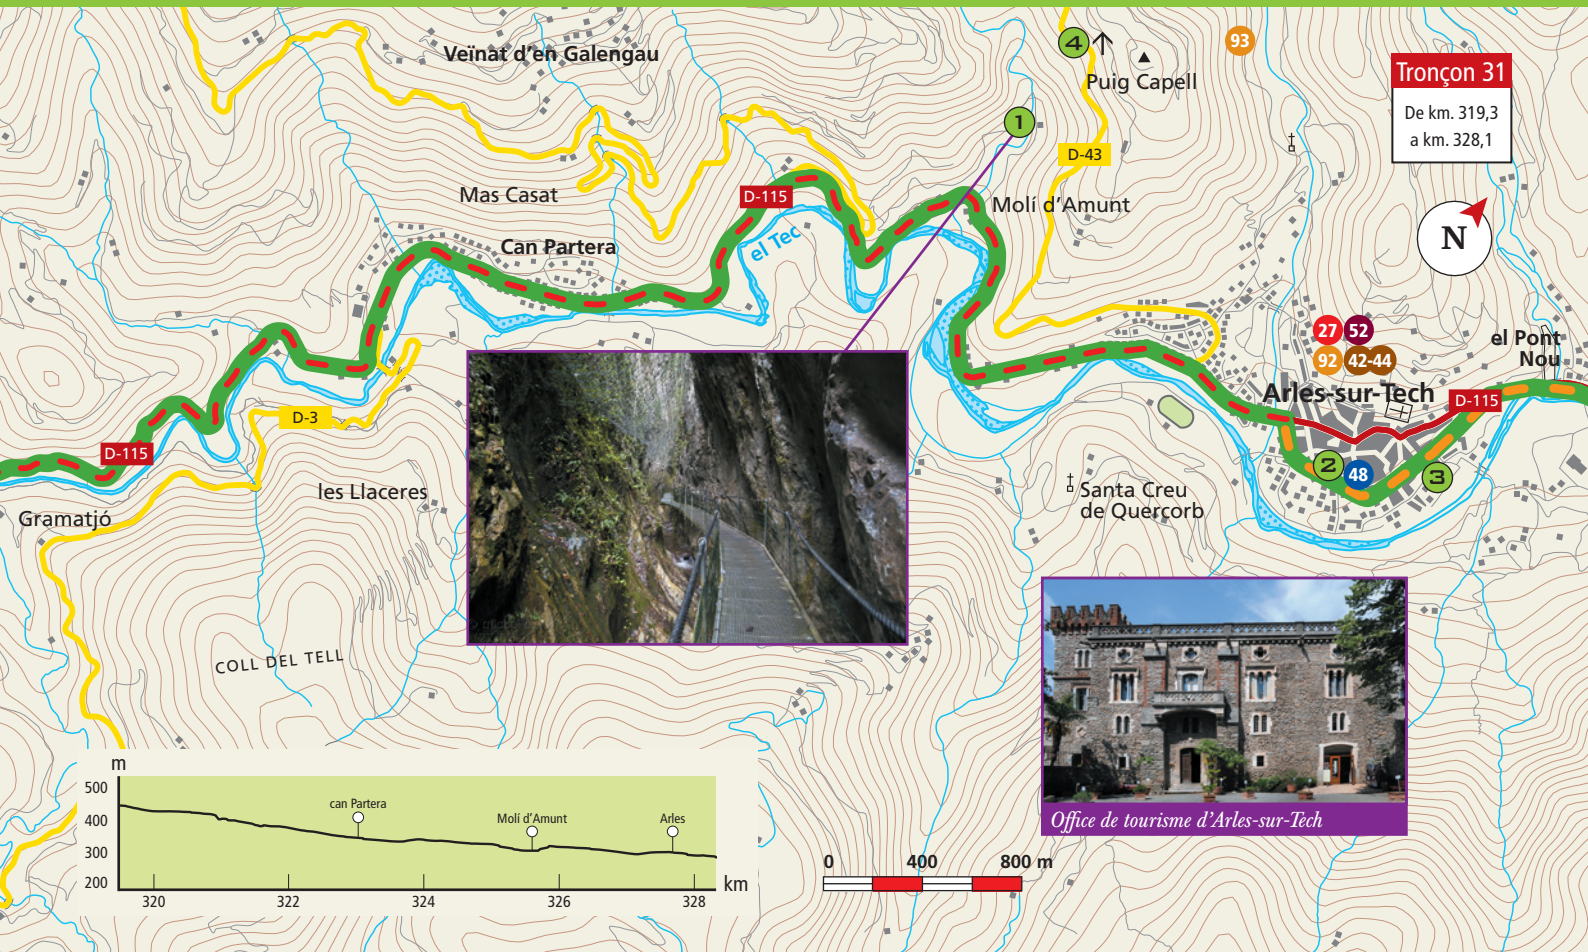 Veïnat d'en Galengau
4
Puig Capell
93
Tronçon 31
De km. 319,3
a km. 328,1
1
D-43
Mas Casat
D-115
Molí d'Amunt
el Tec
Can Partera
N
27
52
92
42-44
el Pont
Nou
Arles-sur-Tech
D-115
D-3
D-115
2
48
3
les Llaceres
Santa Creu
de Quercorb
Gramatjó
COLL DEL TELL
Office de tourisme d'Arles-sur-Tech
m
500
400
300
200
can Partera
Molí d'Amunt
Arles
km
320
322
324
326
328
0
400
800 m